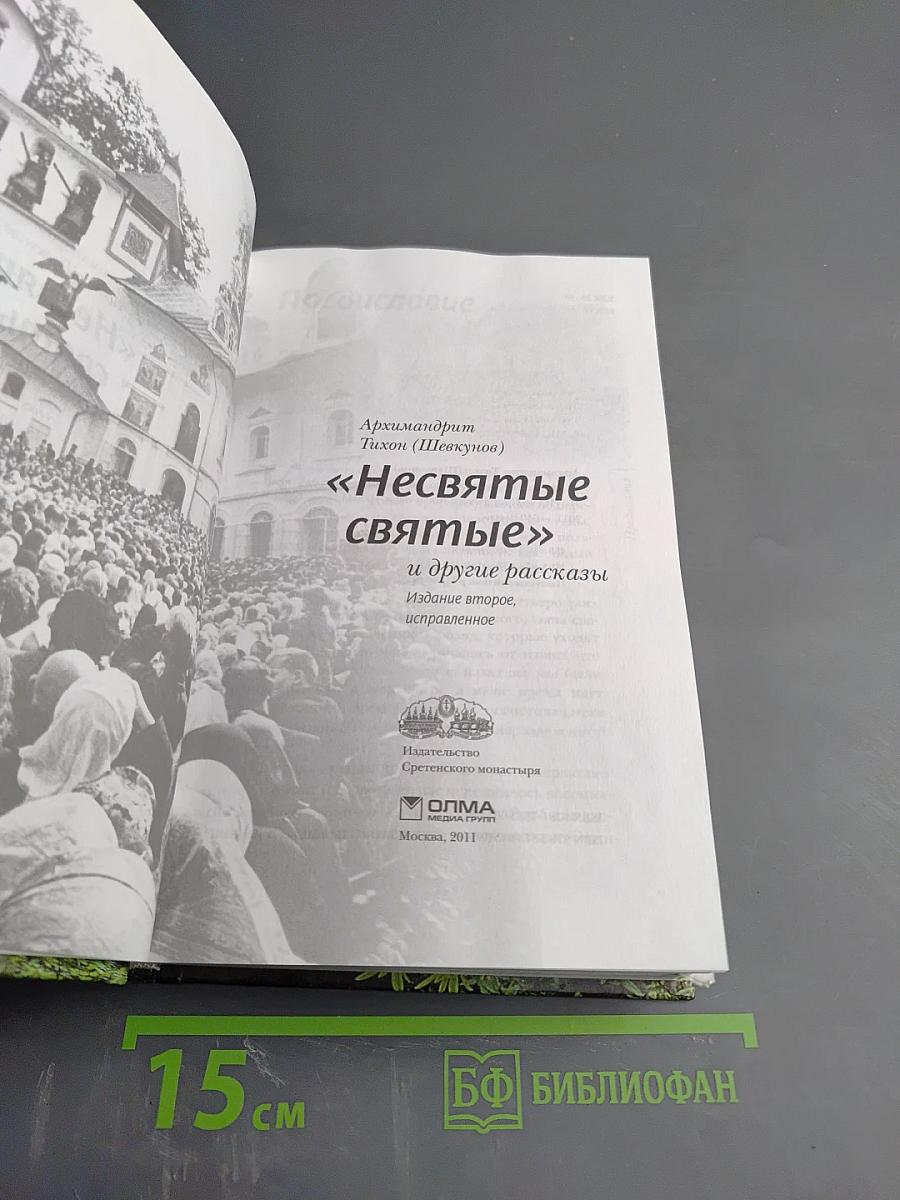 Архимандрит
Тихон (Шевкунов)
«Несвятые
святые»
и другие рассказы
Издание второе,
исправленное
Издательство
Сретенского монастыря
ОЛМА
МЕДИА ГРУПП
Москва, 2011
15 см
БФ БИБЛИОФАН